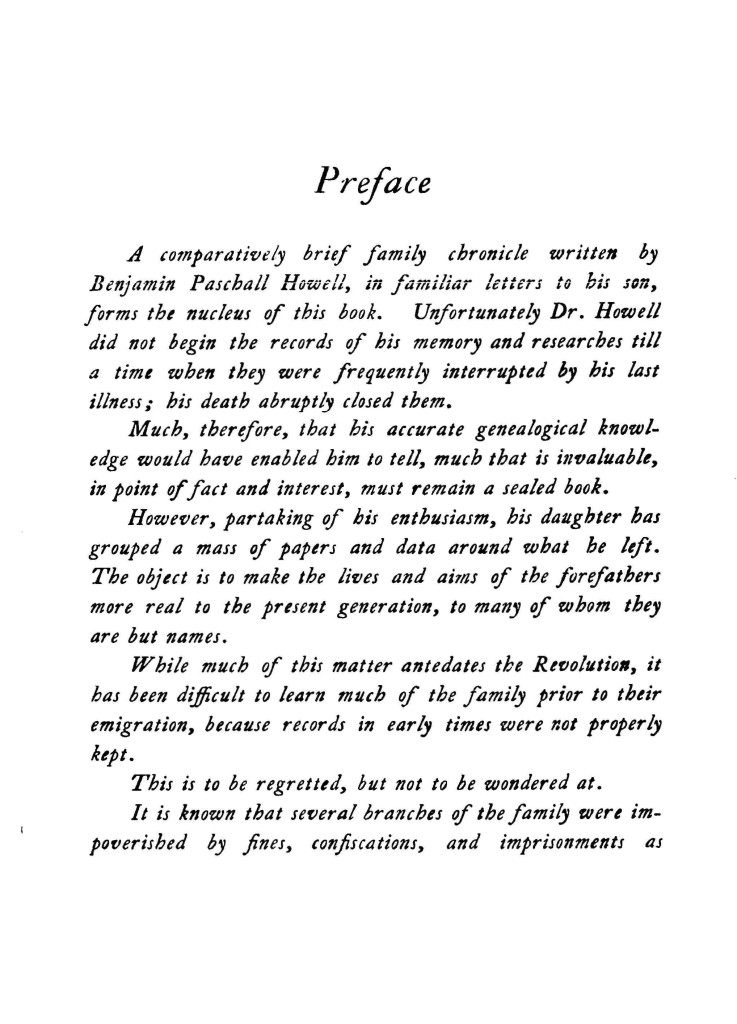 Preface
A comparatively brief family chronicle written by
Benjamin Paschall Howell, in familiar letters to his son,
forms the nucleus of this book. Unfortunately Dr. Howell
did not begin the records of his memory and researches till
a time when they were frequently interrupted by his last
illness; his death abruptly closed them.
Much, therefore, that his accurate genealogical knowl-
edge would have enabled him to tell, much that is invaluable,
in point of fact and interest, must remain a sealed book.
However, partaking of his enthusiasm, his daughter has
grouped a mass of papers and data around what he left.
The object is to make the lives and aims of the forefathers
more real to the present generation, to many of whom they
are but names.
While much of this matter antedates the Revolution, it
has been difficult to learn much of the family prior to their
emigration, because records in early times were not properly
kept.
This is to be regretted, but not to be wondered at.
It is known that several branches of the family were im-
poverished by fines, confiscations, and imprisonments as